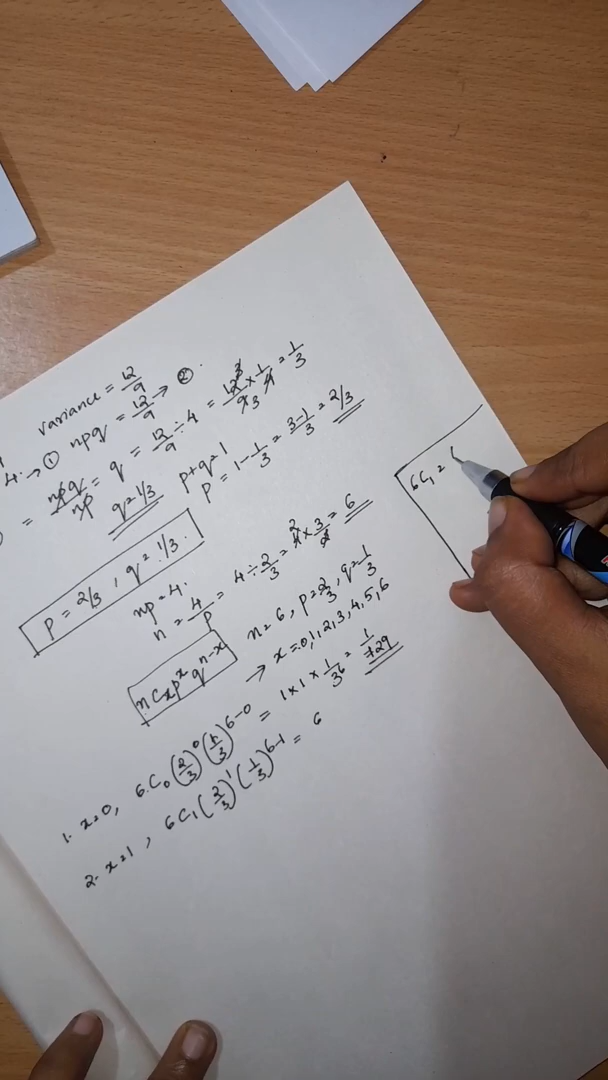 variance = 12/9
4. → ① npq = 12/9 → ②.
= npq/np = q = 12/9 ÷ 4 = 12/9 × 1/4 = 1/3
q = 1/3 p+q=1
p = 1 - 1/3 = 3-1/3 = 2/3
P = 2/3, q = 1/3.
np = 4.
n = 4/p = 4 ÷ 2/3 = 4 × 3/2 = 6
nCxp^x q^n-x n = 6, p = 2/3, q = 1/3
→ x = 0,1,2,3,4,5,6
1. x=0, 6C0 (2/3)^0 (1/3)^6-0 = 1 × 1 × 1/3^6 = 1/729
2. x=1, 6C1 (2/3)^1 (1/3)^6-1 = 6
6C1 =